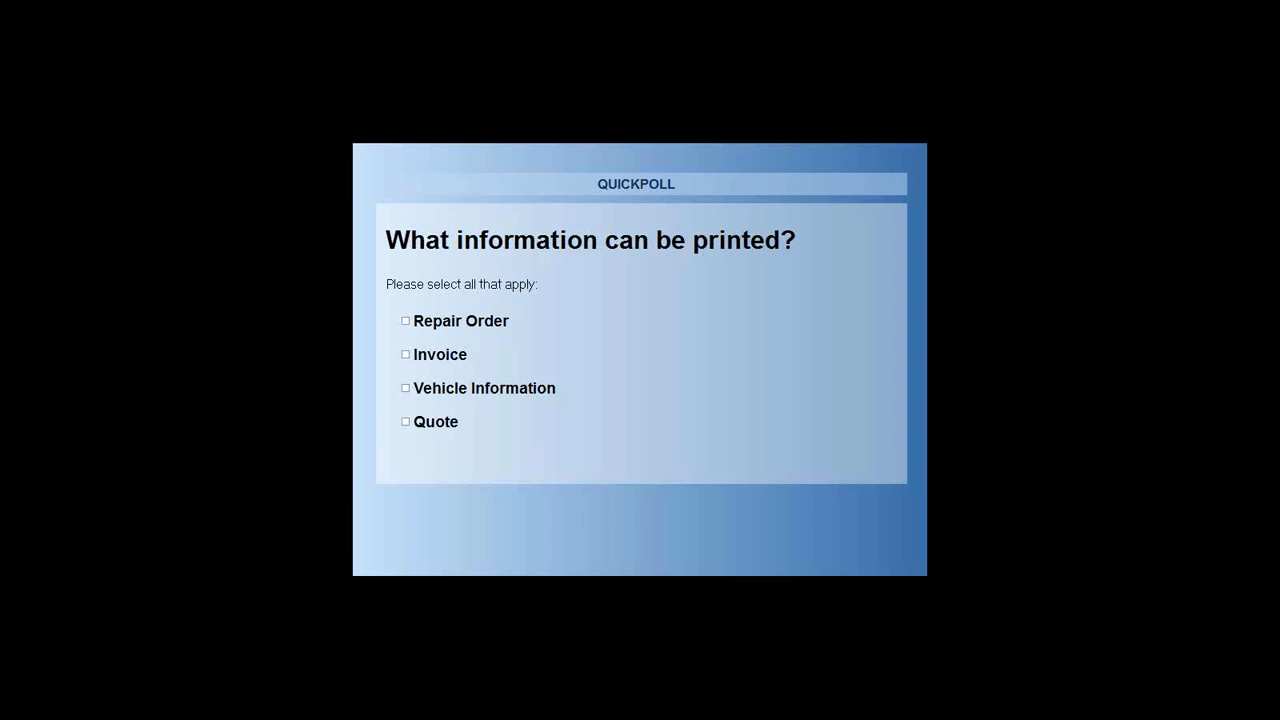 QUICKPOLL
What information can be printed?
Please select all that apply:
Repair Order
Invoice
Vehicle Information
Quote